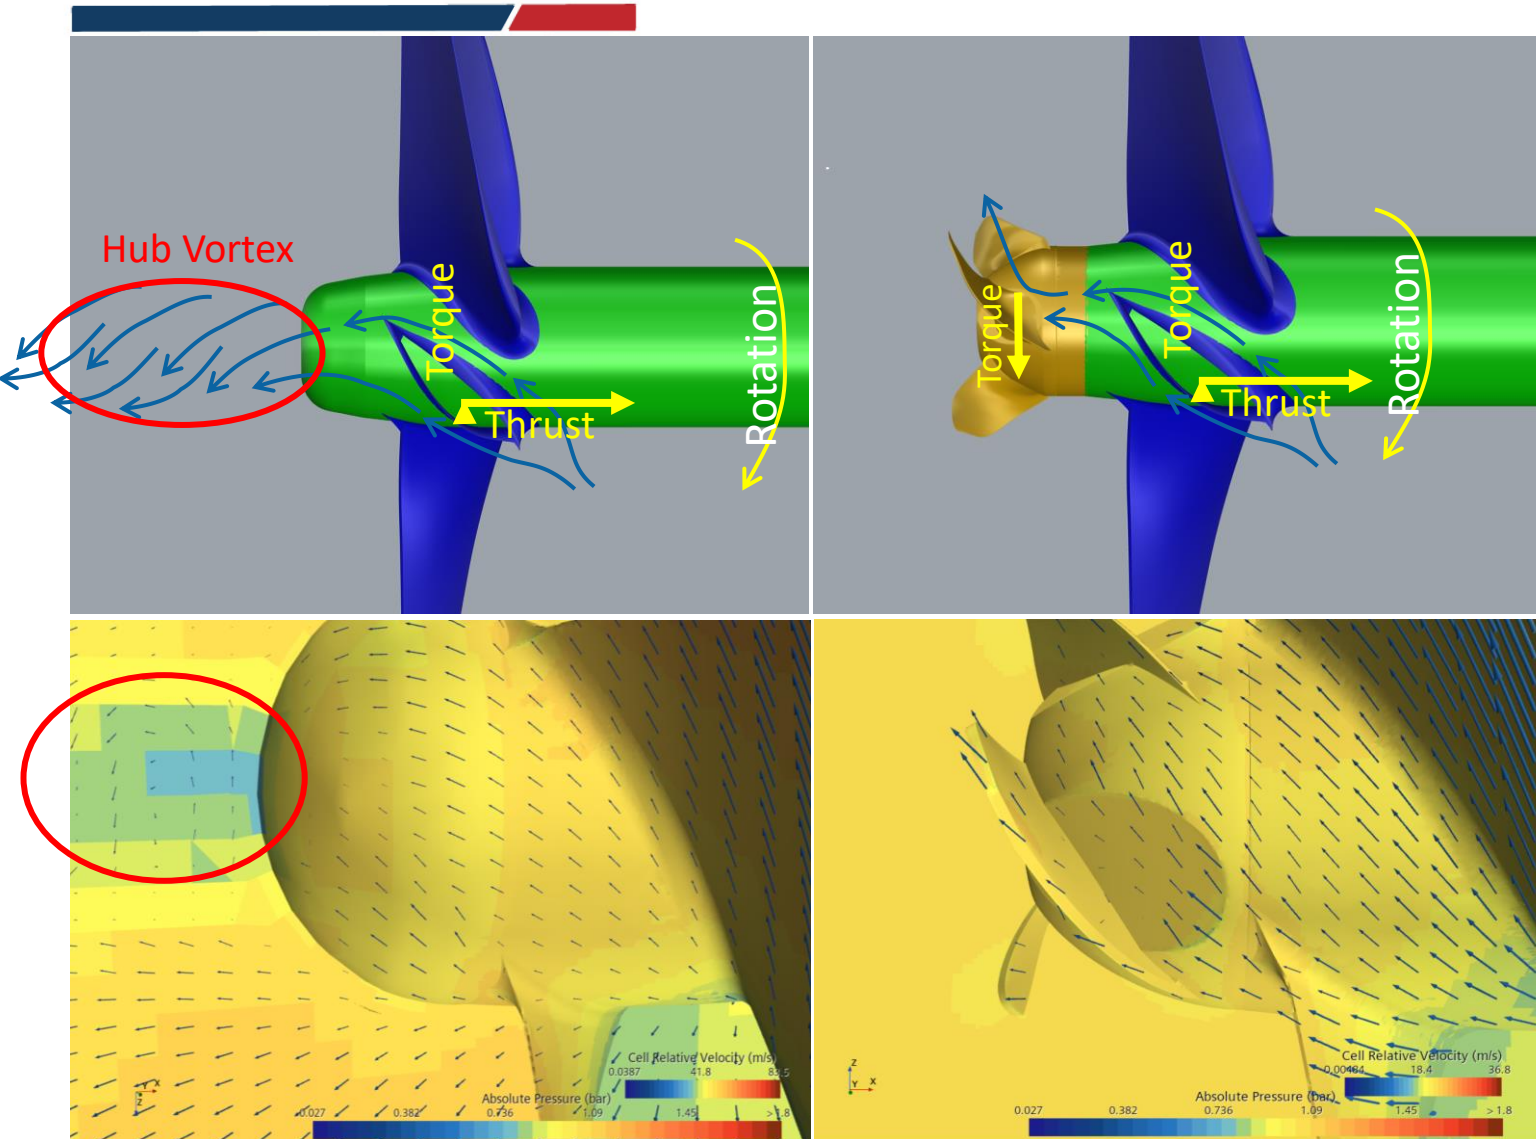 Hub Vortex
Torque
Thrust
Rotation
Torque
Torque
Thrust
Rotation
Cell Relative Velocity (m/s)
0.0387 41.8 83.5
Absolute Pressure (bar)
0.027 0.382 0.736 1.09 1.45 > 1.8
Z
Y X
Z
Y X
Cell Relative Velocity (m/s)
0.00484 18.4 36.8
Absolute Pressure (bar)
0.027 0.382 0.736 1.09 1.45 > 1.8